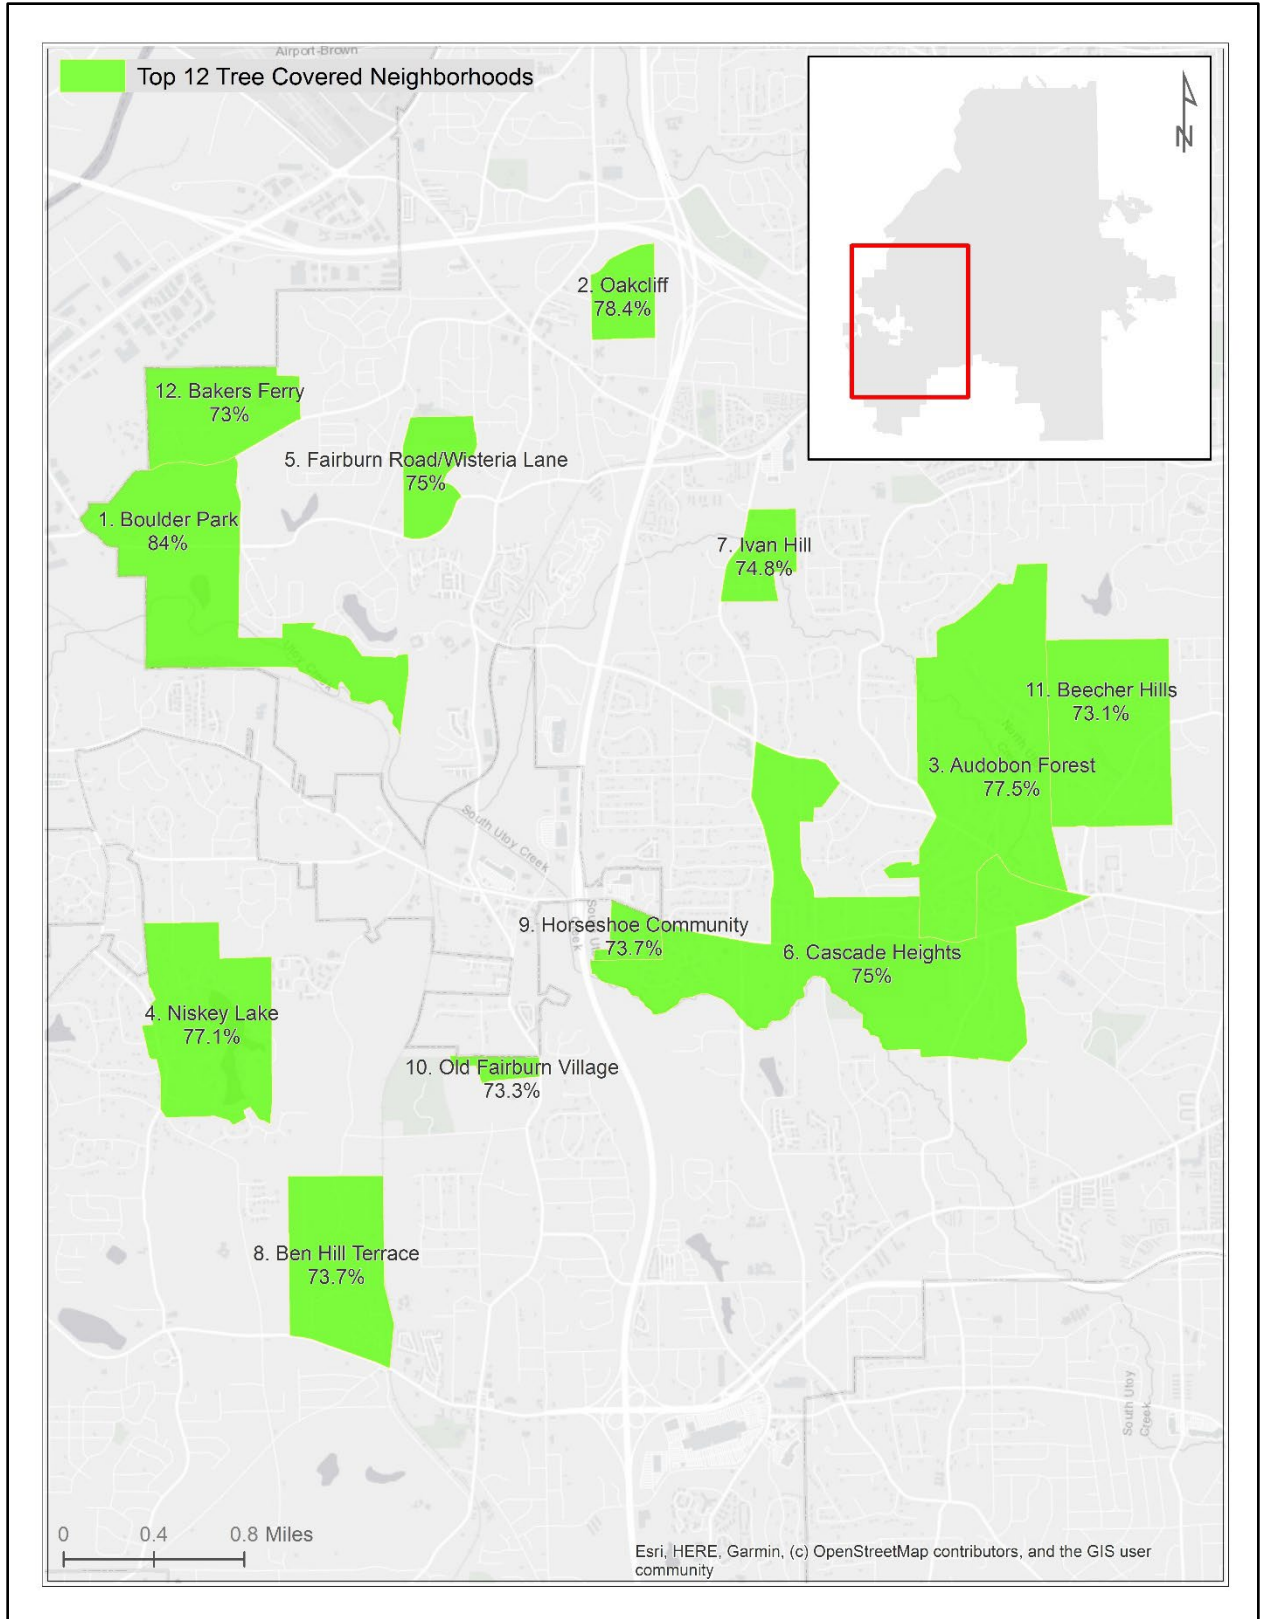 Airport-Brown
Top 12 Tree Covered Neighborhoods
N
2. Oakcliff
78.4%
12. Bakers Ferry
73%
5. Fairburn Road/Wisteria Lane
75%
1. Boulder Park
84%
7. Ivan Hill
74.8%
Utoy Creek
11. Beecher Hills
73.1%
North
3. Audobon Forest
77.5%
South Utoy Creek
9. Horseshoe Community
73.7%
6. Cascade Heights
75%
4. Niskey Lake
77.1%
10. Old Fairburn Village
73.3%
8. Ben Hill Terrace
73.7%
South Utoy
Creek
0 0.4 0.8 Miles
Esri, HERE, Garmin, (c) OpenStreetMap contributors, and the GIS user
community